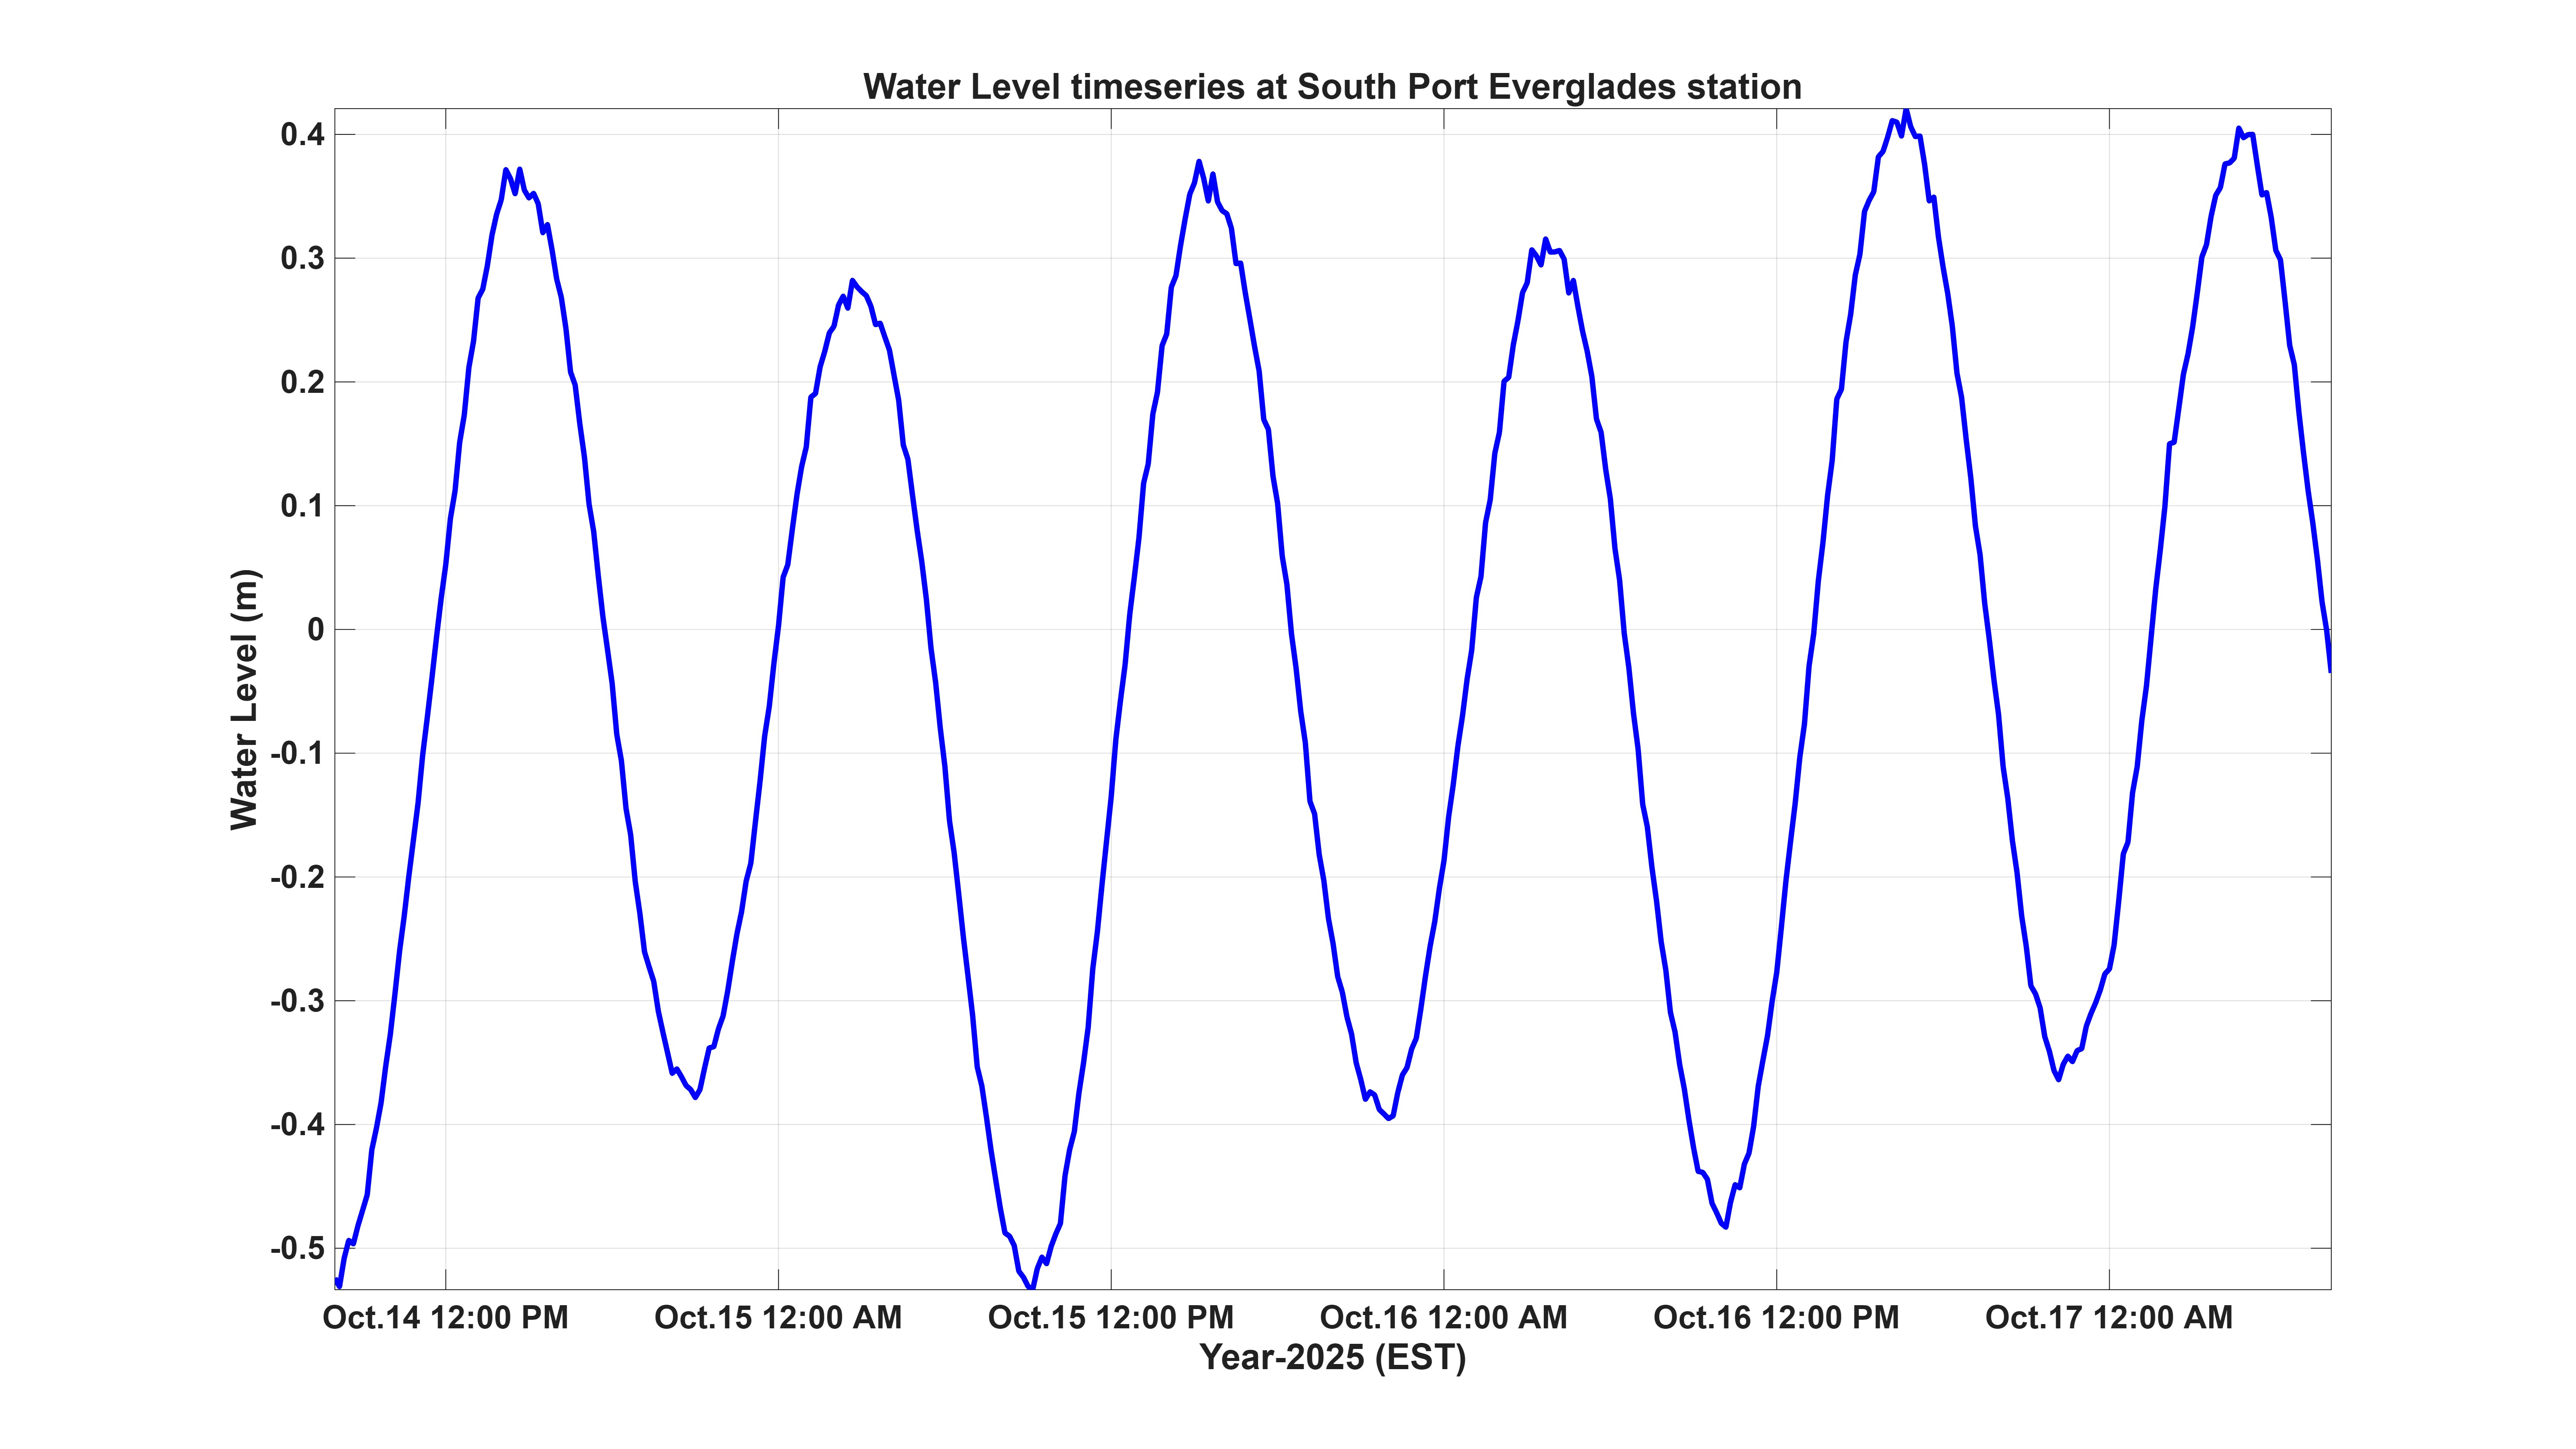 Water Level timeseries at South Port Everglades station
0.4
0.3
0.2
0.1
0
-0.1
-0.2
-0.3
-0.4
-0.5
Water Level (m)
Oct.14 12:00 PM Oct.15 12:00 AM Oct.15 12:00 PM Oct.16 12:00 AM Oct.16 12:00 PM Oct.17 12:00 AM
Year-2025 (EST)